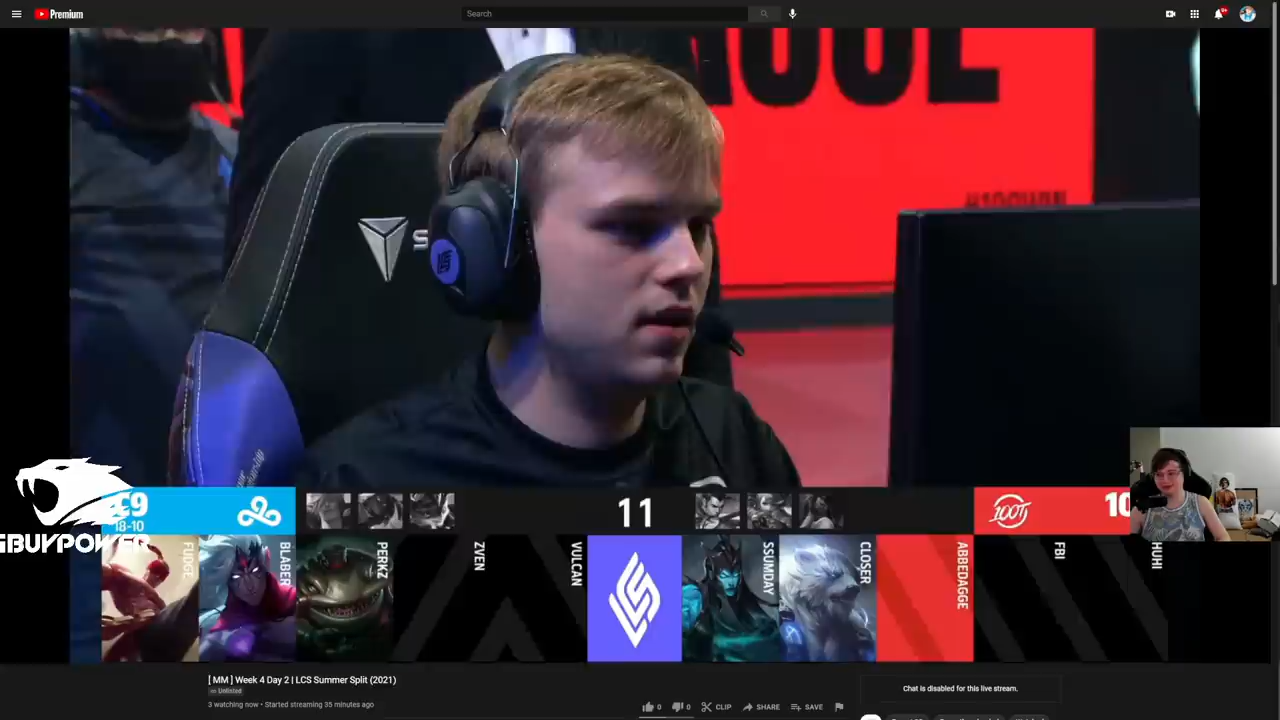 Premium
Search
9+
C9
18-10
11
100T
10
iBUYPOWER
FUDGE
BLABER
PERKZ
ZVEN
VULCAN
SSUMDAY
CLOSER
ABBEDAGGE
FBI
HUHI
[ MM ] Week 4 Day 2 | LCS Summer Split (2021)
Unlisted
3 watching now • Started streaming 35 minutes ago
0 0 CLIP SHARE SAVE
Chat is disabled for this live stream.